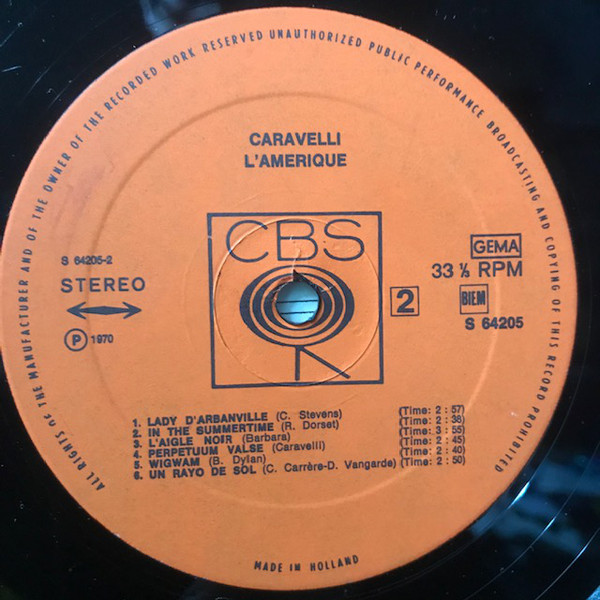 ALL RIGHTS OF THE MANUFACTURER AND OF THE OWNER OF THE RECORDED WORK RESERVED UNAUTHORIZED PUBLIC PERFORMANCE BROADCASTING AND COPYING OF THIS RECORD PROHIBITED
CARAVELLI
L'AMERIQUE
CBS
S 64205-2
STEREO
P 1970
GEMA
33 ⅓ RPM
2
BIEM
S 64205
1. LADY D'ARBANVILLE (C. Stevens) (Time: 2 : 57)
2. IN THE SUMMERTIME (R. Dorset) (Time: 2 : 38)
3. L'AIGLE NOIR (Barbara) (Time: 3 : 55)
4. PERPETUUM VALSE (Caravelli) (Time: 2 : 45)
5. WIGWAM (B. Dylan) (Time: 2 : 40)
6. UN RAYO DE SOL (C. Carrère-D. Vangarde) (Time: 2 : 50)
MADE IN HOLLAND